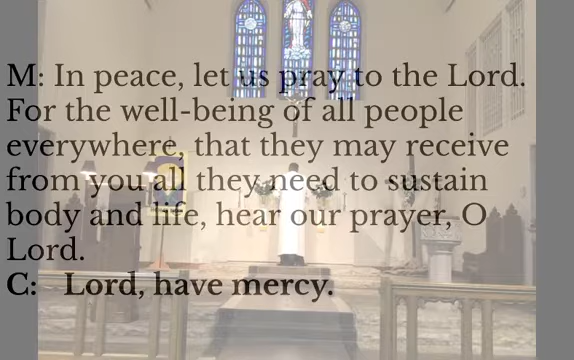 M: In peace, let us pray to the Lord.
For the well-being of all people
everywhere, that they may receive
from you all they need to sustain
body and life, hear our prayer, O
Lord.
C: Lord, have mercy.